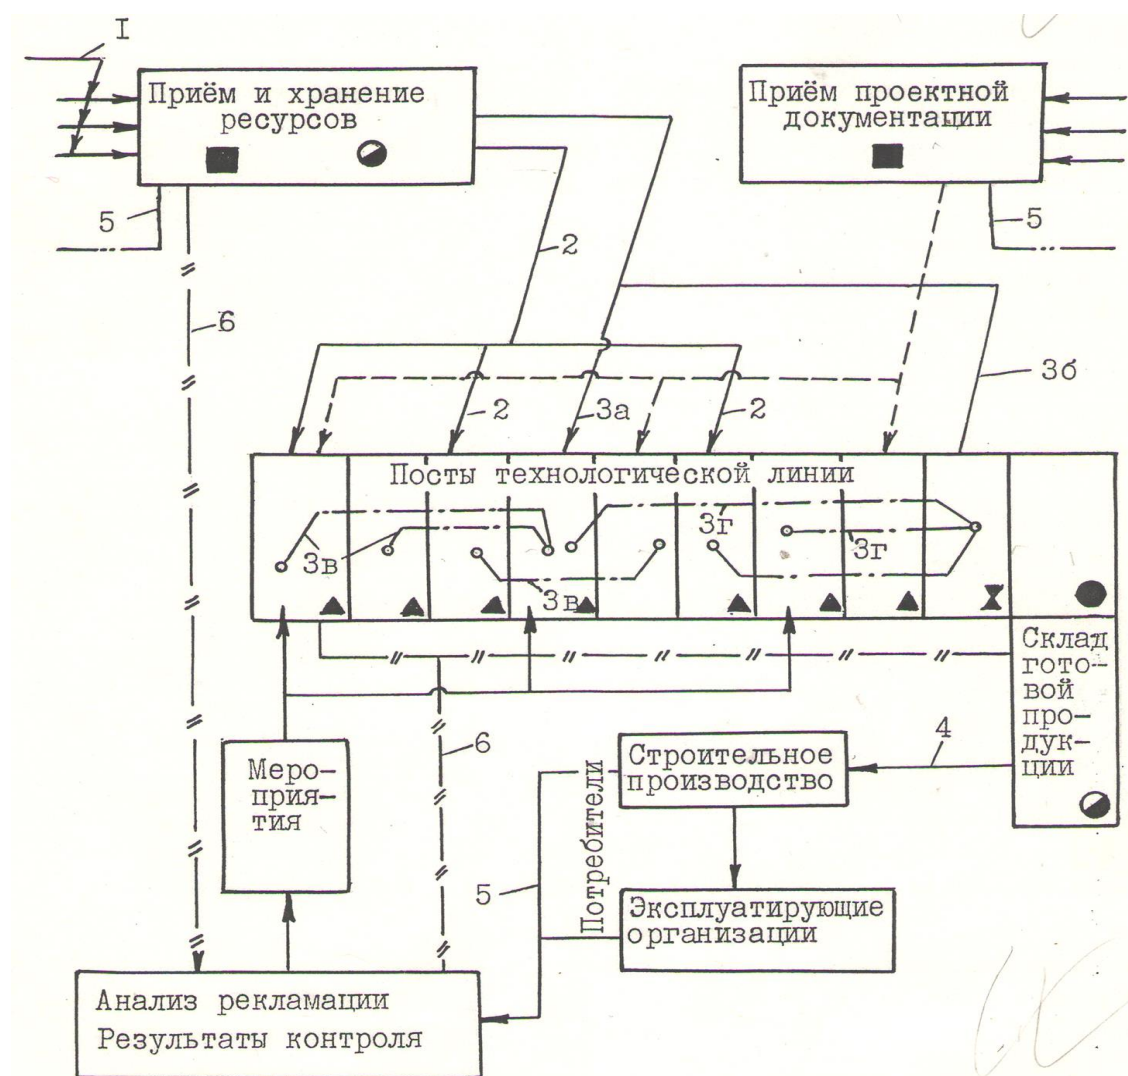 I
Приём и хранение
ресурсов
Приём проектной
документации
5
5
2
6
3б
2
3а
2
Посты технологической линии
3г
3в
3г
3в
Склад
гото-
вой
про-
дук-
ции
4
6
Меро-
прия-
тия
Строительное
производство
Потребители
5
Эксплуатирующие
организации
Анализ рекламации
Результаты контроля